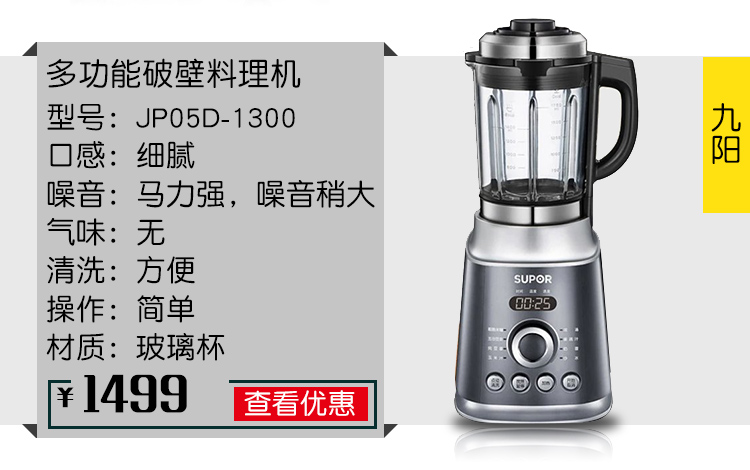 多功能破壁料理机
型号：JP05D-1300
口感：细腻
噪音：马力强，噪音稍大
气味：无
清洗：方便
操作：简单
材质：玻璃杯
¥1499
查看优惠
SUPOR
00:25
九阳